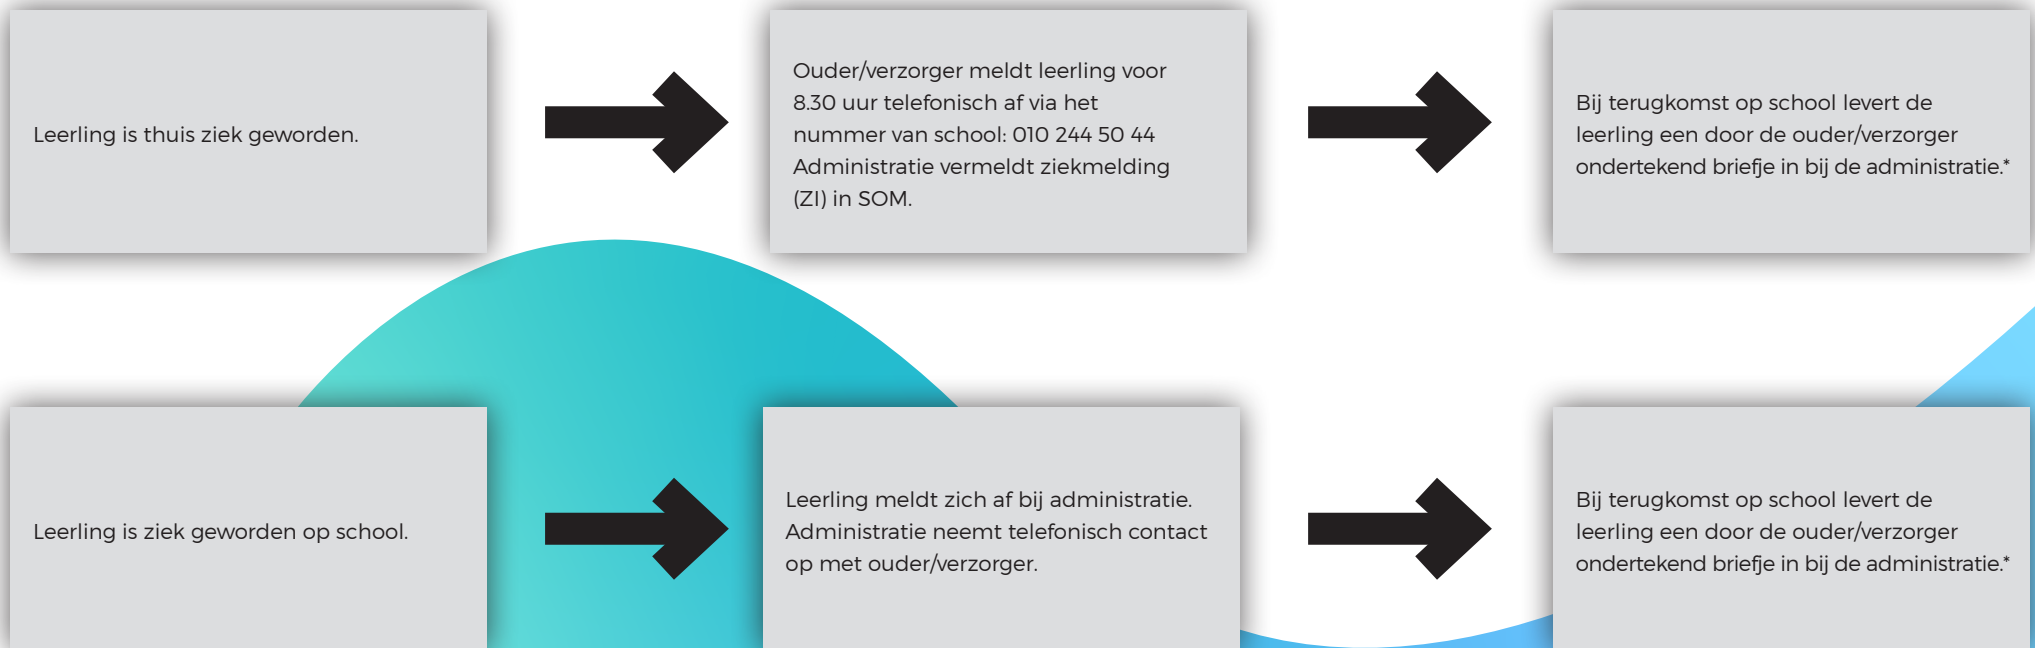 Leerling is thuis ziek geworden.
Ouder/verzorger meldt leerling voor
8.30 uur telefonisch af via het
nummer van school: 010 244 50 44
Administratie vermeldt ziekmelding
(ZI) in SOM.
Bij terugkomst op school levert de
leerling een door de ouder/verzorger
ondertekend briefje in bij de administratie.*
Leerling is ziek geworden op school.
Leerling meldt zich af bij administratie.
Administratie neemt telefonisch contact
op met ouder/verzorger.
Bij terugkomst op school levert de
leerling een door de ouder/verzorger
ondertekend briefje in bij de administratie.*